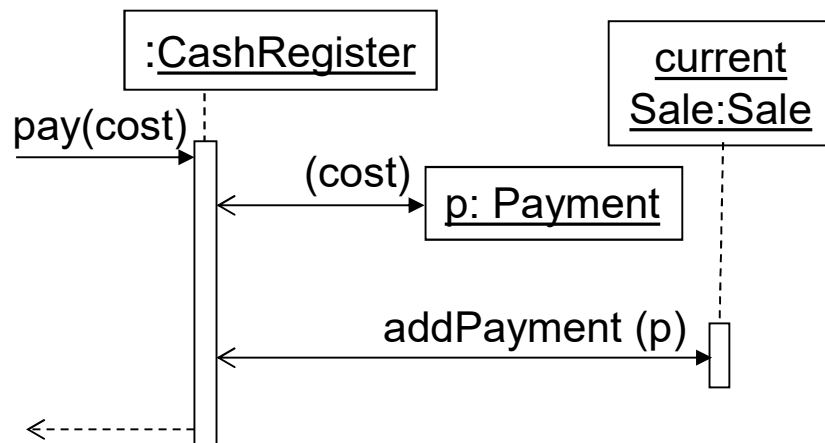 :CashRegister
current
Sale:Sale
pay(cost)
(cost)
p: Payment
addPayment (p)